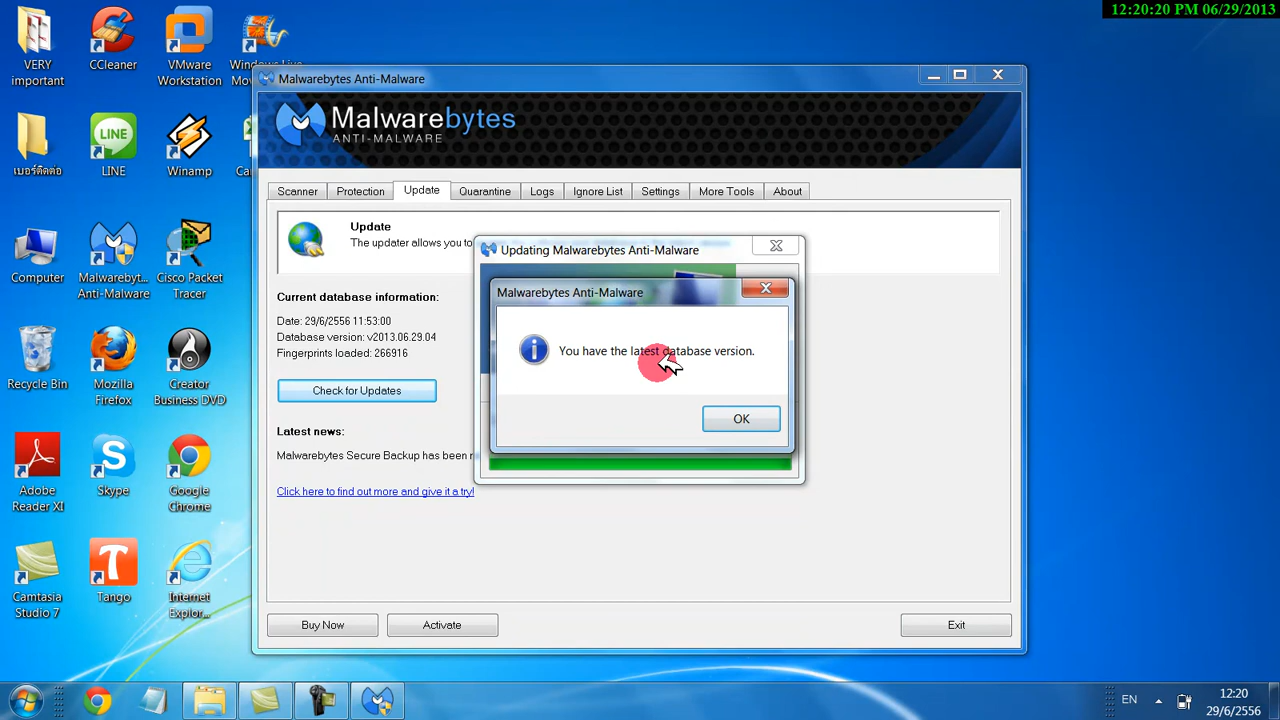 12:20:20 PM 06/29/2013
VERY
important
CCleaner
VMware
Workstation
Windows Live
Mov
เบอร์ติดต่อ
LINE
Winamp
Computer
Malwarebyt...
Anti-Malware
Cisco Packet
Tracer
Recycle Bin
Mozilla
Firefox
Creator
Business DVD
Adobe
Reader XI
Skype
Google
Chrome
Camtasia
Studio 7
Tango
Internet
Explor...
Malwarebytes Anti-Malware
Malwarebytes
ANTI-MALWARE
Scanner
Protection
Update
Quarantine
Logs
Ignore List
Settings
More Tools
About
Update
The updater allows you to
Current database information:
Date: 29/6/2556 11:53:00
Database version: v2013.06.29.04
Fingerprints loaded: 266916
Check for Updates
Latest news:
Malwarebytes Secure Backup has been
Click here to find out more and give it a try!
Updating Malwarebytes Anti-Malware
Malwarebytes Anti-Malware
You have the latest database version.
OK
Buy Now
Activate
Exit
EN
12:20
29/6/2556